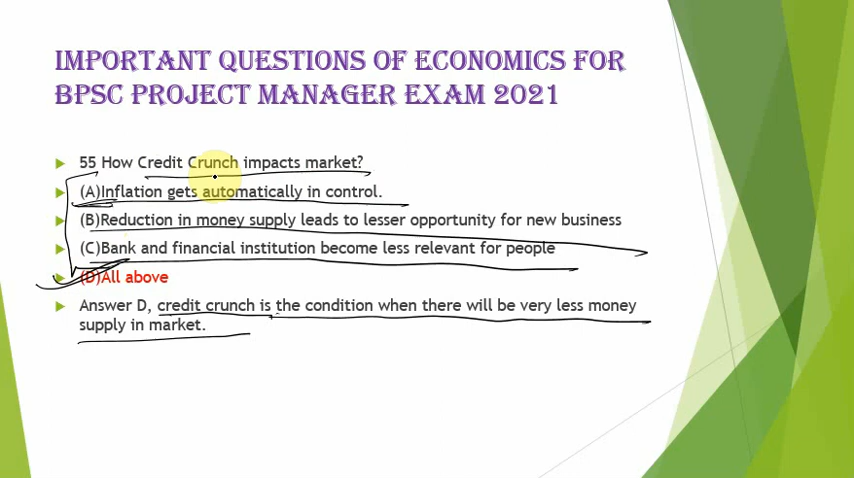 IMPORTANT QUESTIONS OF ECONOMICS FOR
BPSC PROJECT MANAGER EXAM 2021
55 How Credit Crunch impacts market?
(A)Inflation gets automatically in control.
(B)Reduction in money supply leads to lesser opportunity for new business
(C)Bank and financial institution become less relevant for people
(D)All above
Answer D, credit crunch is the condition when there will be very less money
supply in market.